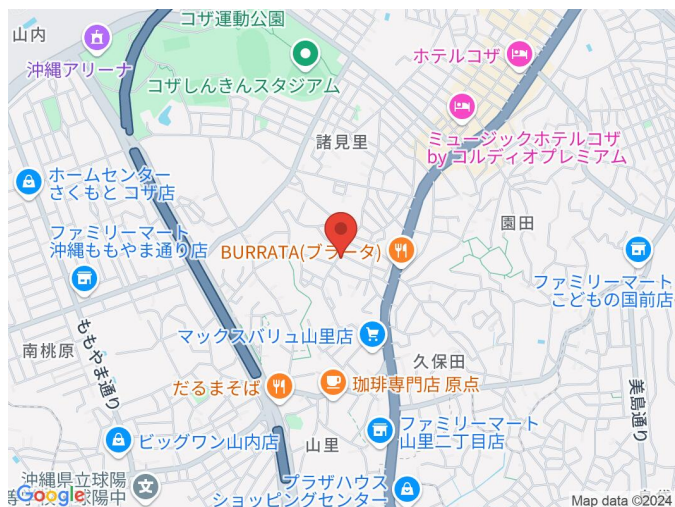 コザ運動公園
山内
沖縄アリーナ
ホテルコザ
コザしんきんスタジアム
諸見里
ミュージックホテルコザ
by コルディオプレミアム
ホームセンター
さくもと コザ店
園田
ファミリーマート
沖縄ももやま通り店
BURRATA(ブラータ)
ファミリーマート
こどもの国前店
マックスバリュ山里店
南桃原
ももやま通り
久保田
だるまそば
珈琲専門店 原点
美島通り
ファミリーマート
山里二丁目店
ビッグワン山内店
山里
沖縄県立球陽
プラザハウス
ショッピングセンター
Google
Map data ©2024